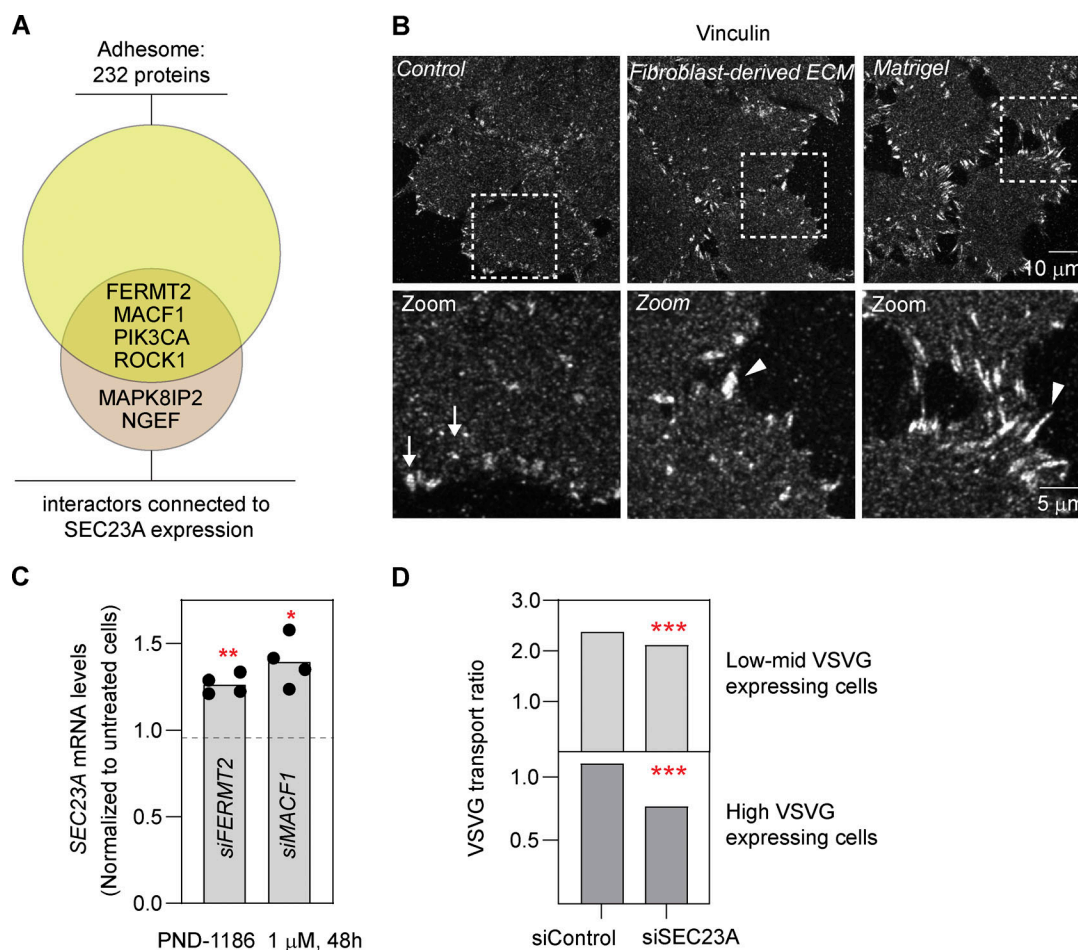 A
Adhesome:
232 proteins
FERMT2
MACF1
PIK3CA
ROCK1
MAPK8IP2
NGEF
interactors connected to
SEC23A expression
B
Vinculin
Control
Fibroblast-derived ECM
Matrigel
10 μm
Zoom
Zoom
Zoom
5 μm
C
SEC23A mRNA levels
(Normalized to untreated cells)
1.5
1.0
0.5
0.0
**
*
siFERMT2
siMACF1
PND-1186 1 μM, 48h
D
VSVG transport ratio
3.0
2.0
1.0
1.0
0.5
***
***
Low-mid VSVG
expressing cells
High VSVG
expressing cells
siControl
siSEC23A